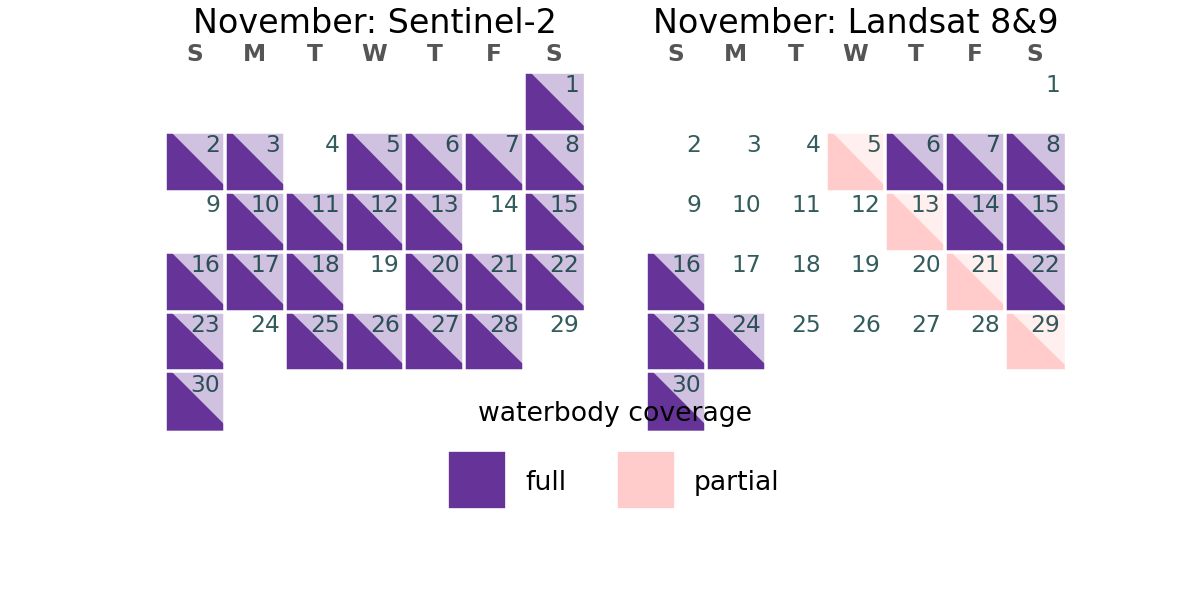 November: Sentinel-2
S M T W T F S
1
2 3 4 5 6 7 8
9 10 11 12 13 14 15
16 17 18 19 20 21 22
23 24 25 26 27 28 29
30
November: Landsat 8&9
S M T W T F S
1
2 3 4 5 6 7 8
9 10 11 12 13 14 15
16 17 18 19 20 21 22
23 24 25 26 27 28 29
30
waterbody coverage
full partial